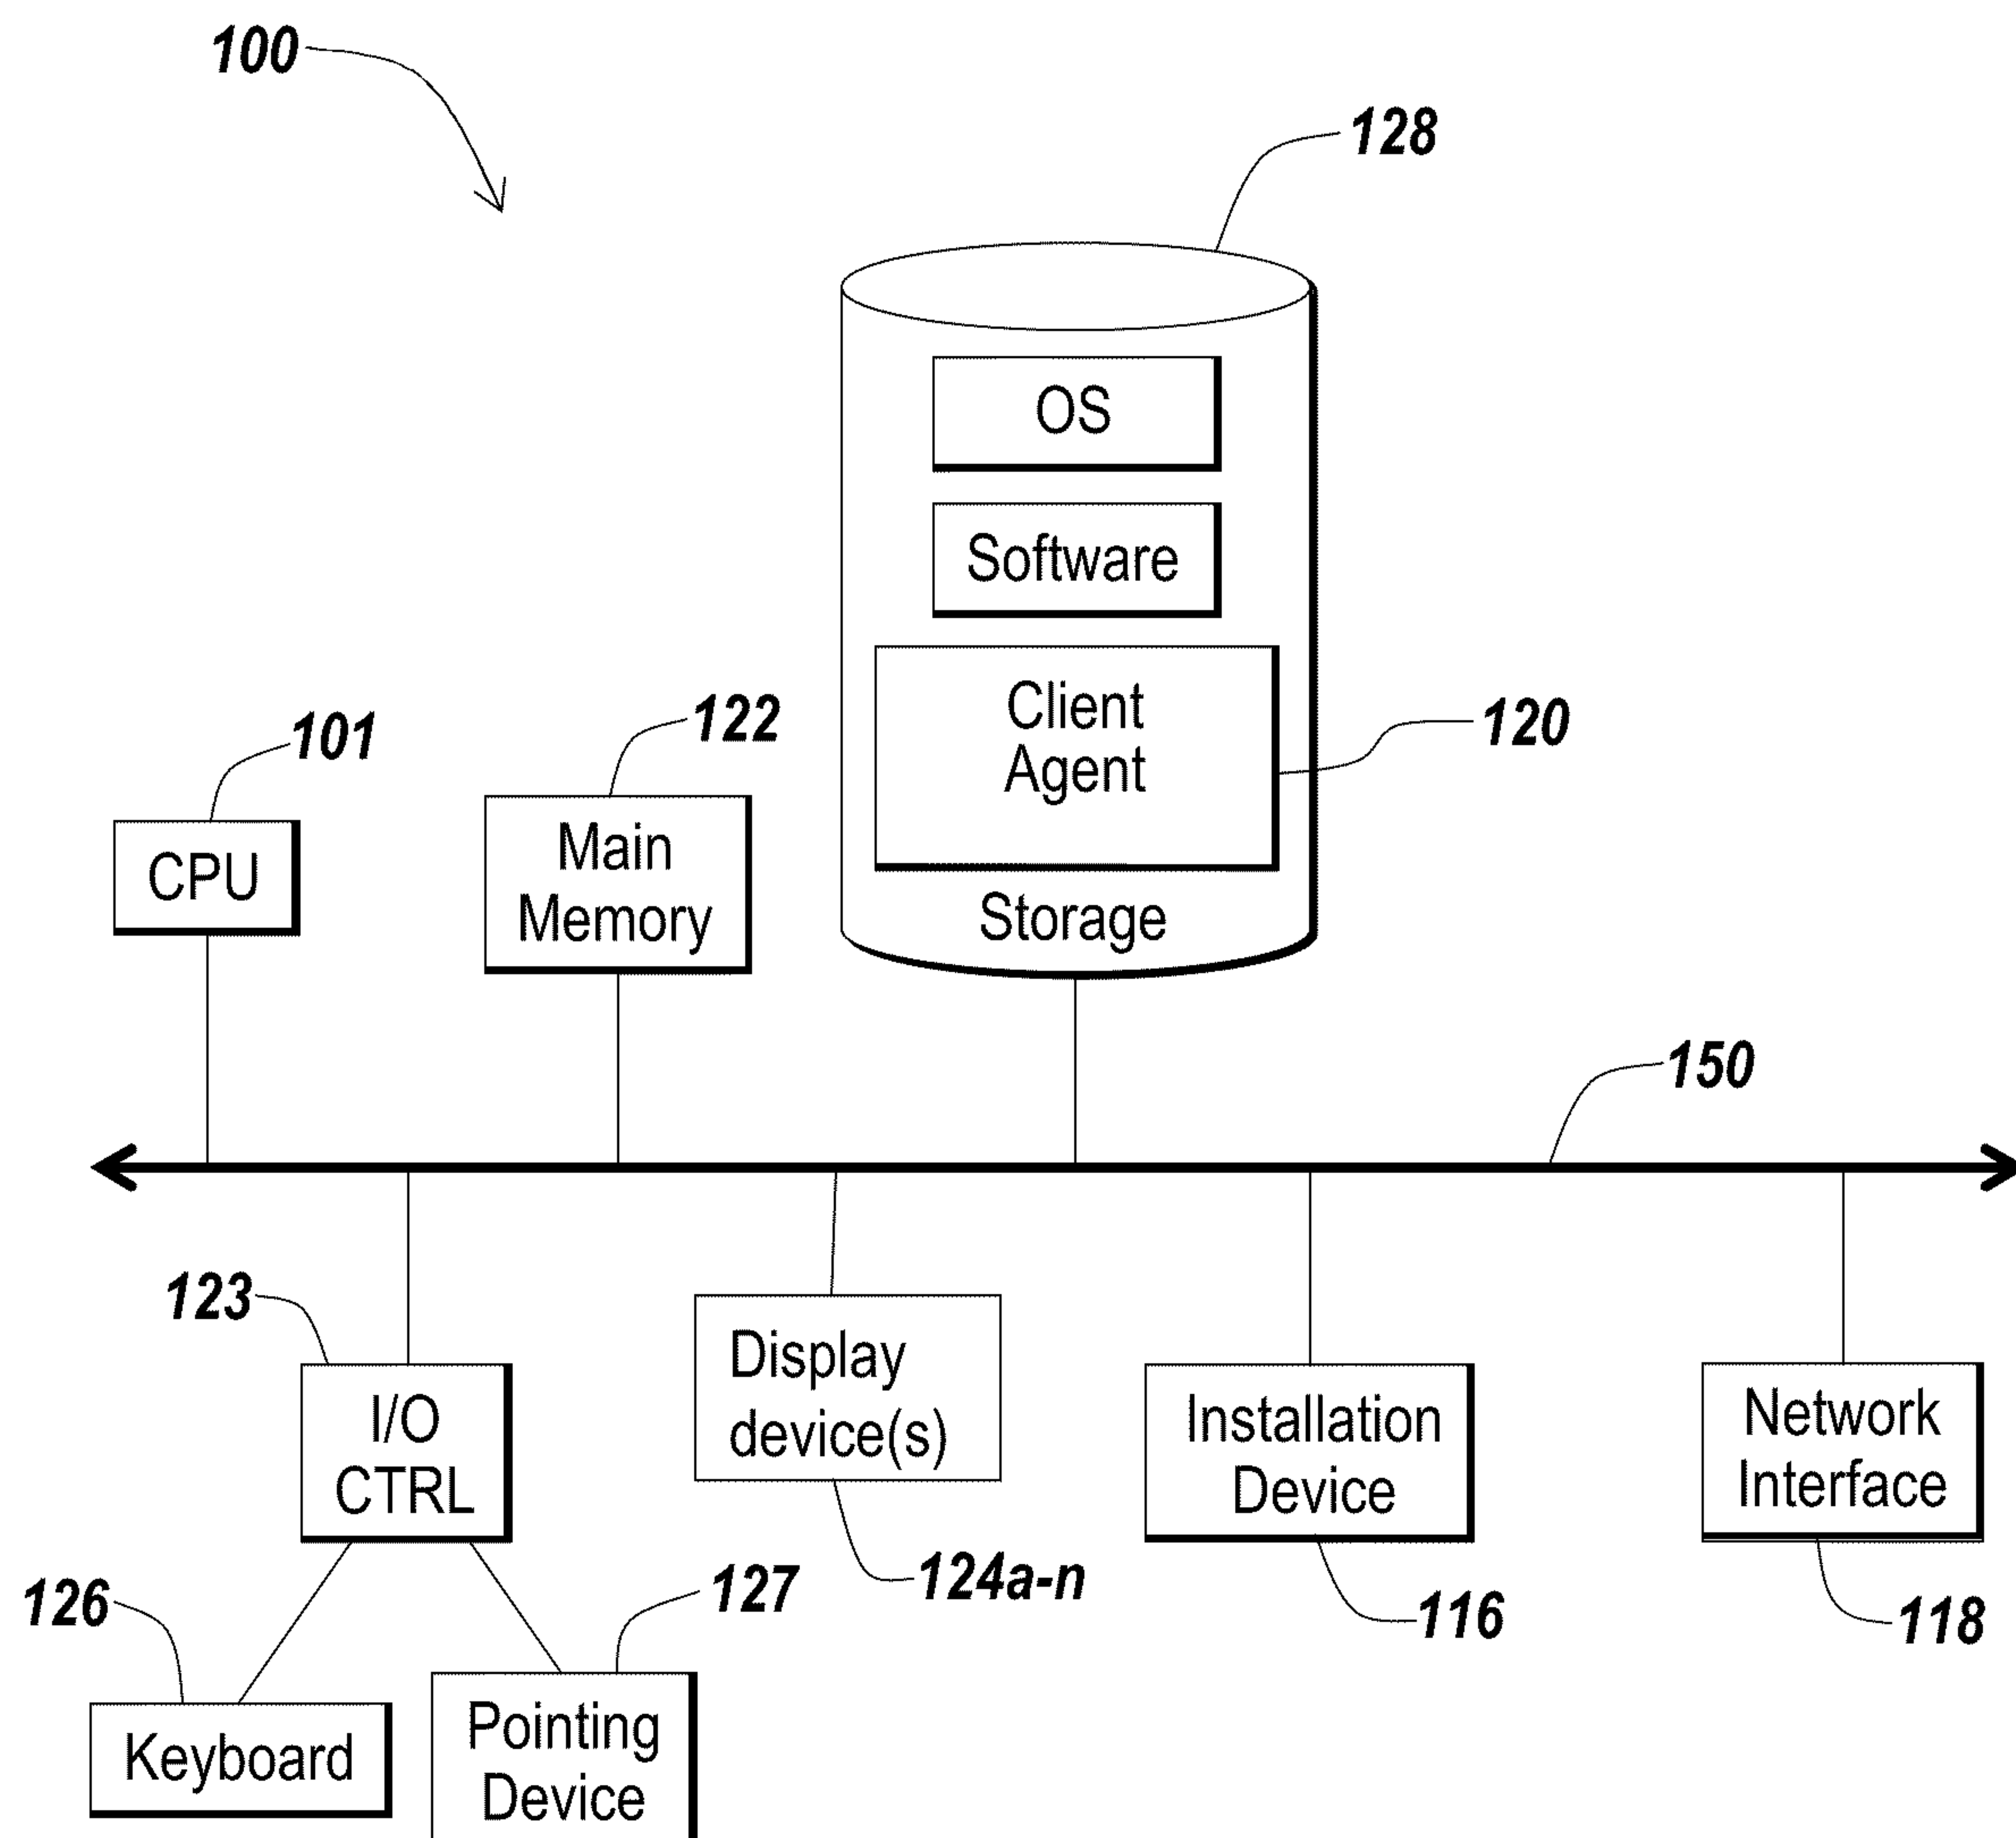 100
128
OS
Software
Client
Agent
120
Storage
101
CPU
122
Main
Memory
150
123
I/O
CTRL
Display
device(s)
124a-n
Installation
Device
116
Network
Interface
118
126
Keyboard
127
Pointing
Device